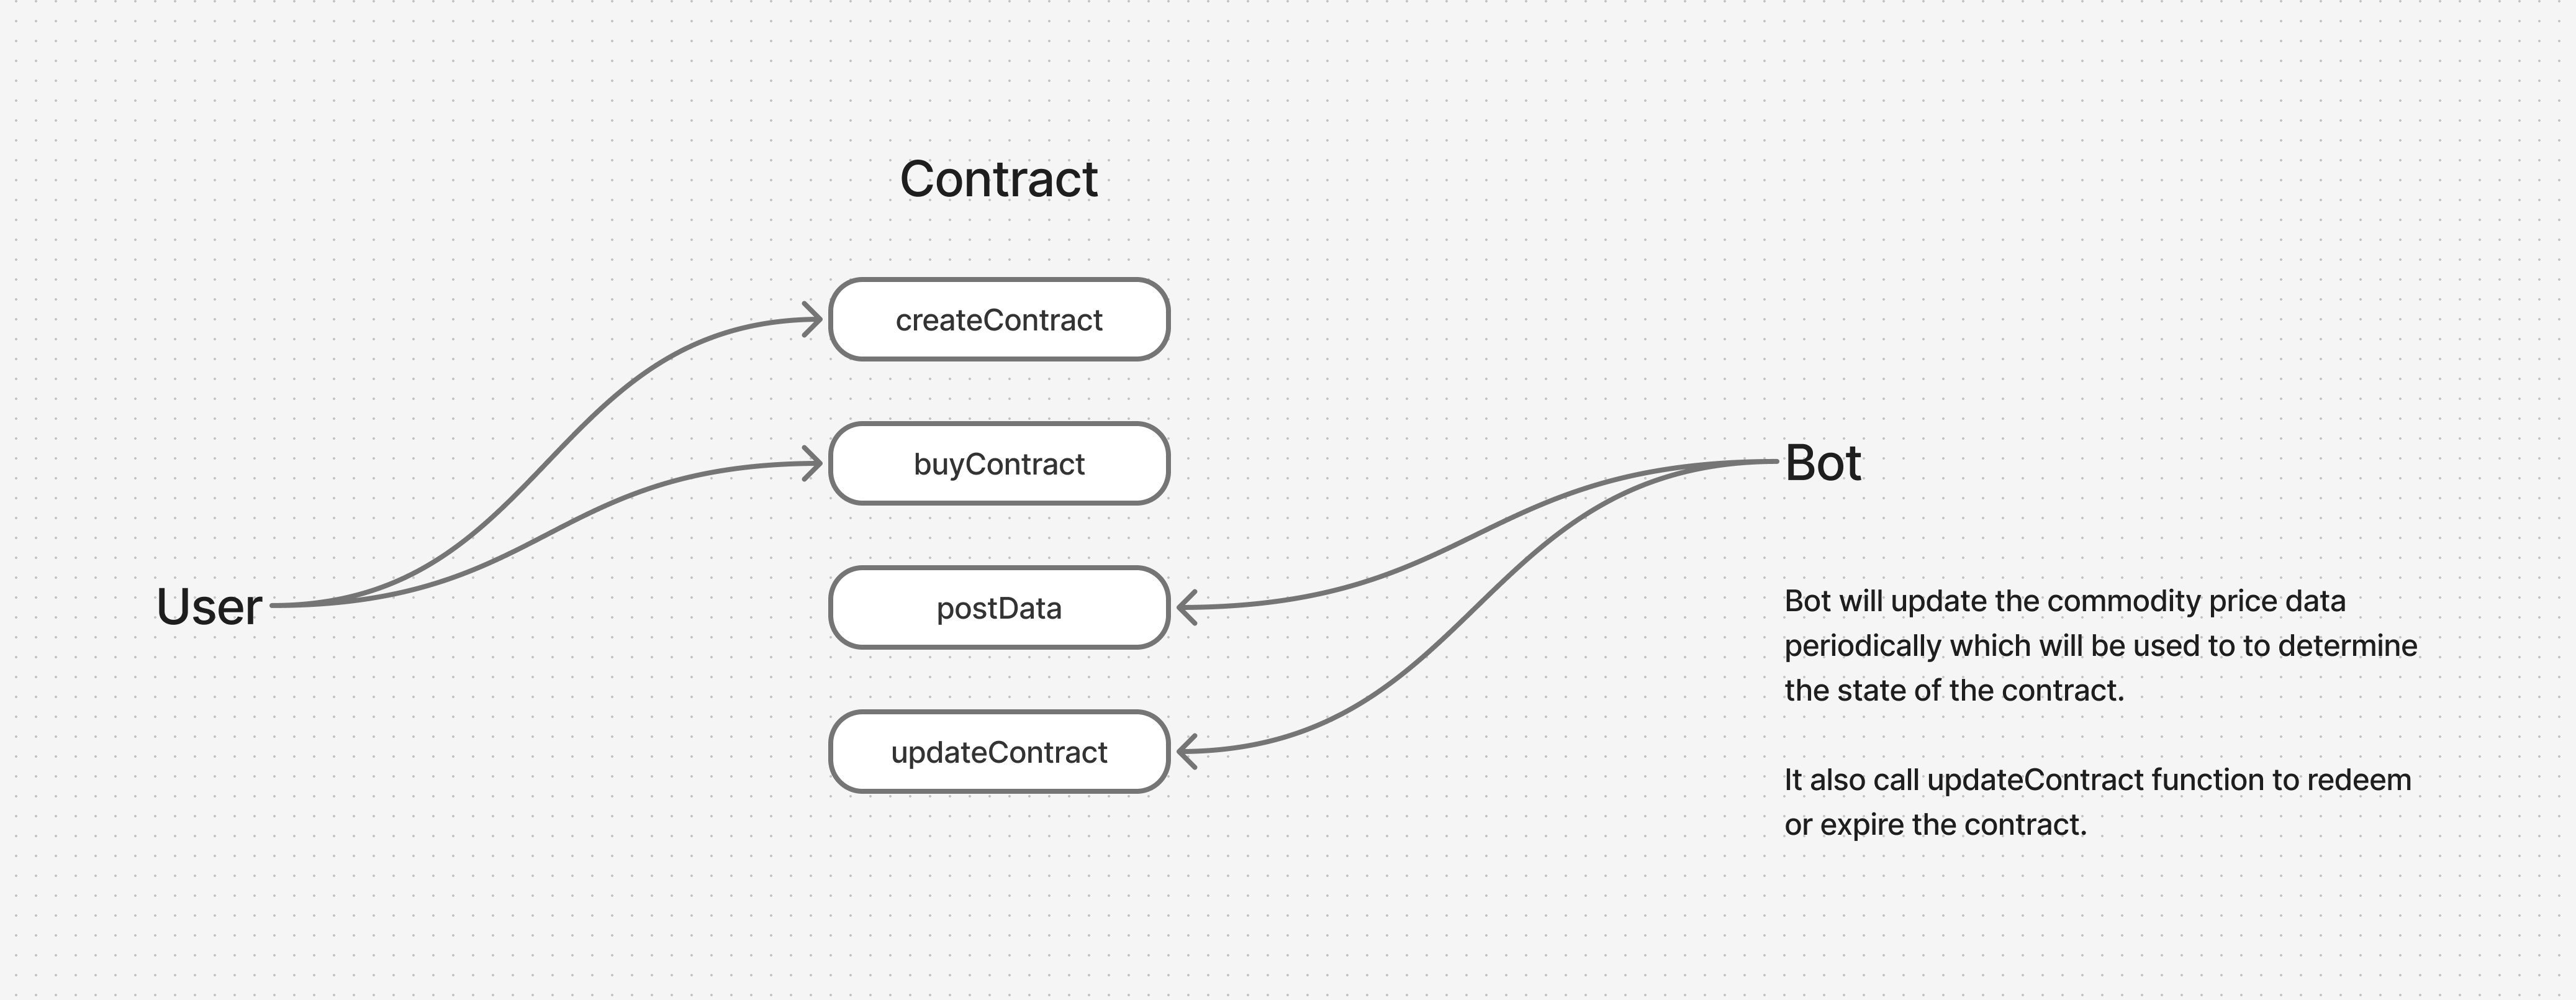 Contract
createContract
buyContract
postData
updateContract
User
Bot
Bot will update the commodity price data
periodically which will be used to to determine
the state of the contract.
It also call updateContract function to redeem
or expire the contract.